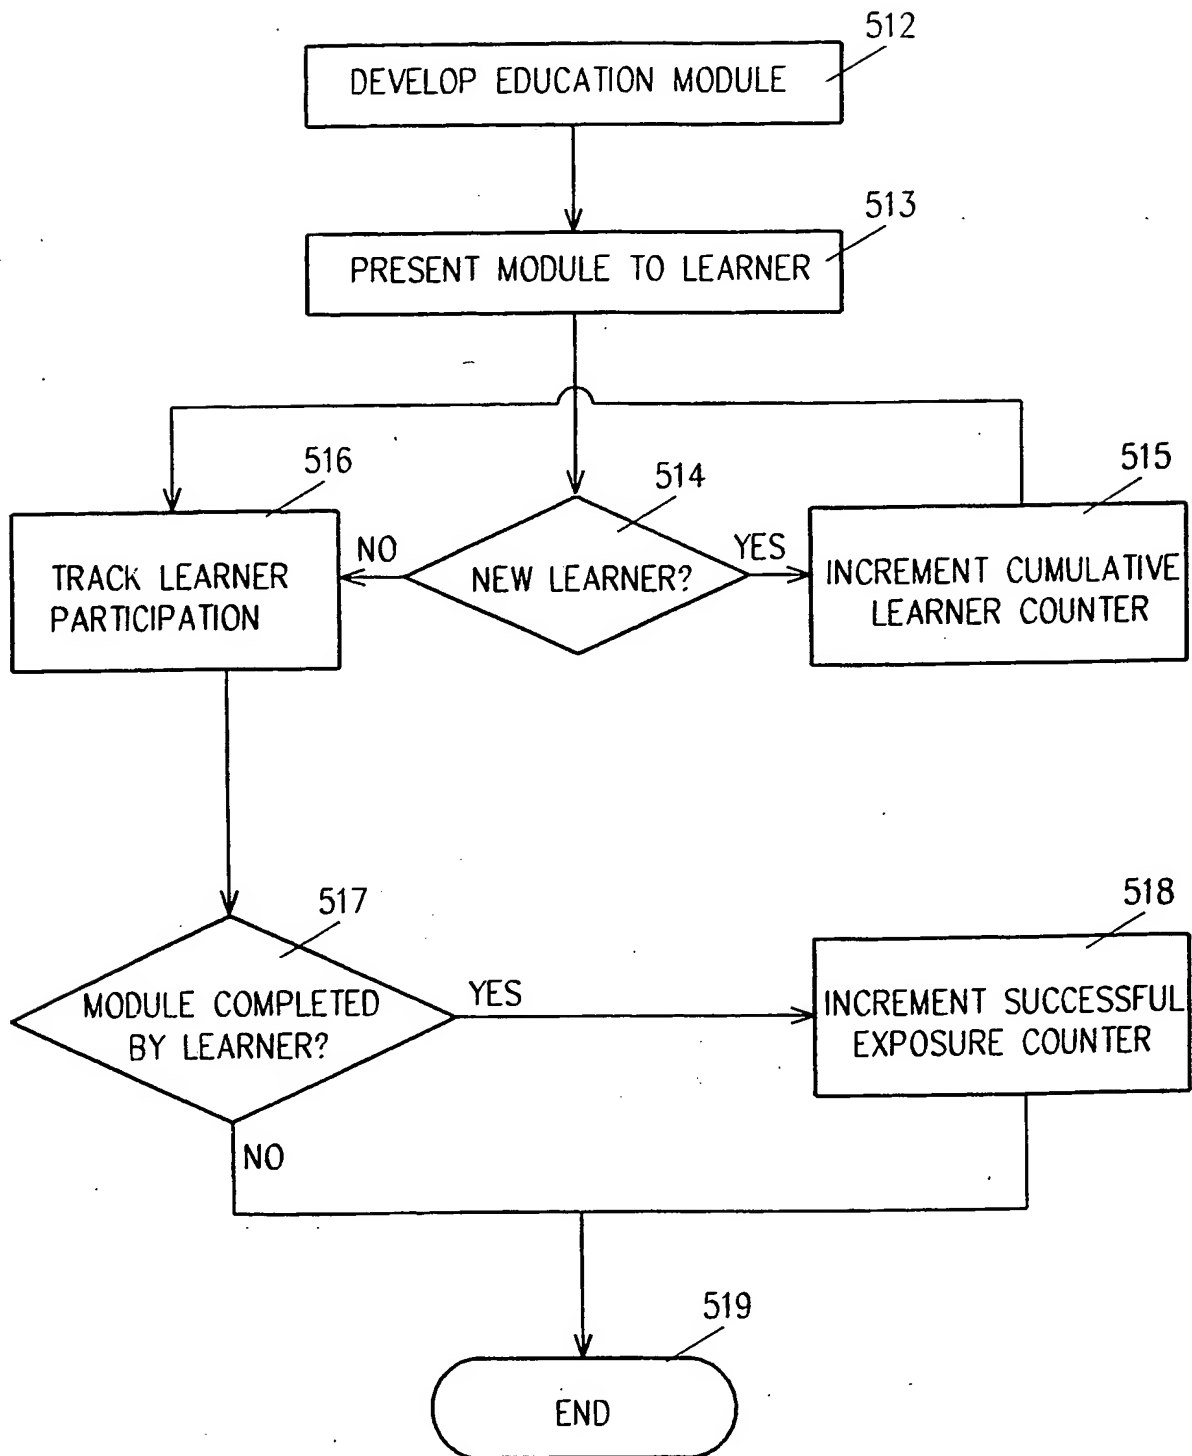 512
DEVELOP EDUCATION MODULE
513
PRESENT MODULE TO LEARNER
516
514
515
NO
YES
TRACK LEARNER
PARTICIPATION
NEW LEARNER?
INCREMENT CUMULATIVE
LEARNER COUNTER
517
518
MODULE COMPLETED
BY LEARNER?
YES
INCREMENT SUCCESSFUL
EXPOSURE COUNTER
NO
519
END